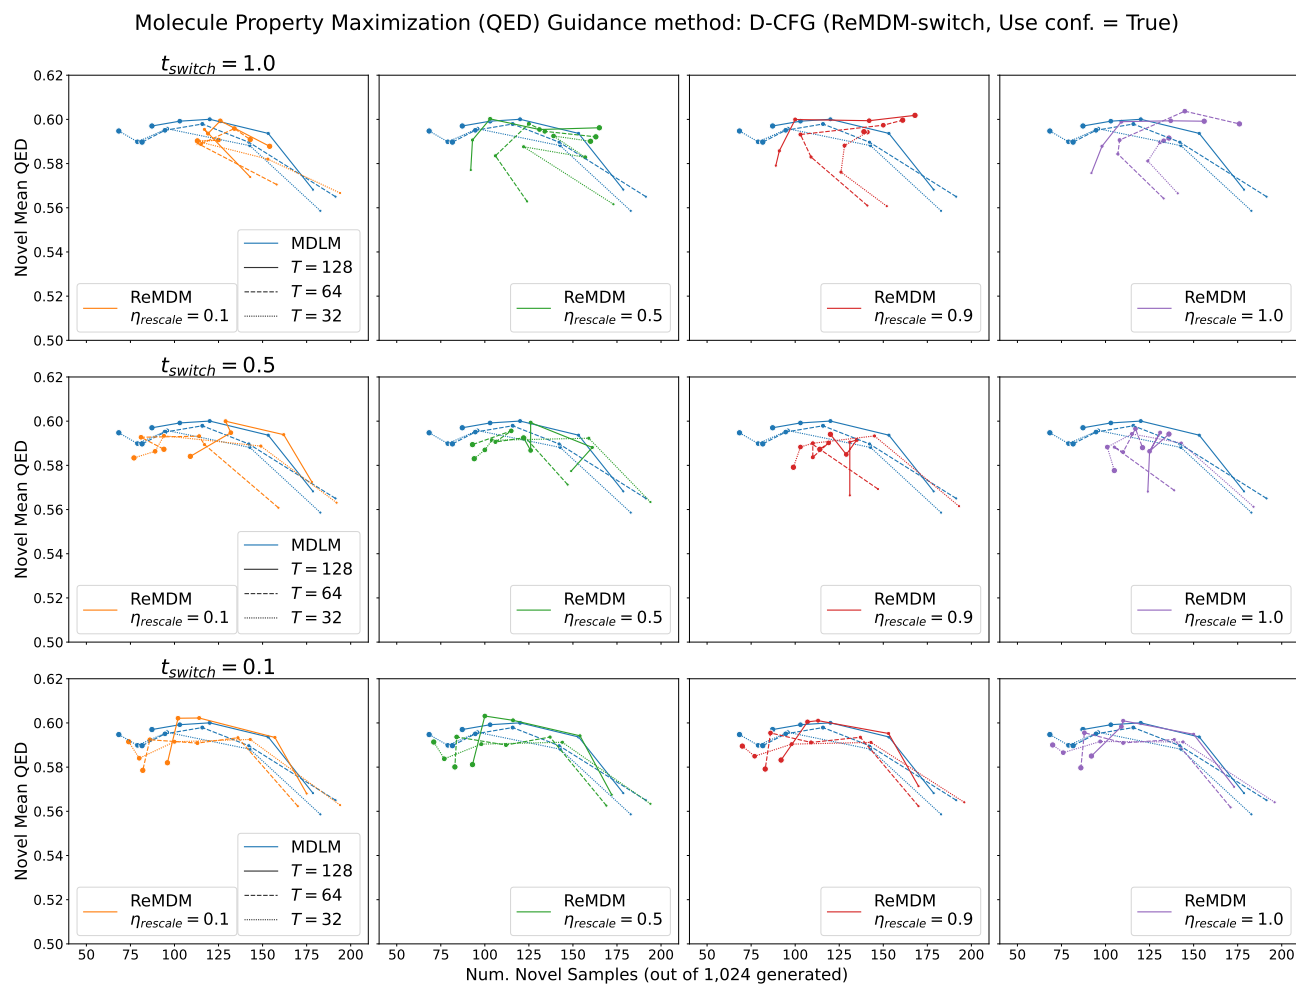 Molecule Property Maximization (QED) Guidance method: D-CFG (ReMDM-switch, Use conf. = True)
t_switch = 1.0
0.62
0.60
0.58
0.56
0.54
0.52
0.50
Novel Mean QED
MDLM
T = 128
T = 64
T = 32
ReMDM
η_rescale = 0.1
ReMDM
η_rescale = 0.5
ReMDM
η_rescale = 0.9
ReMDM
η_rescale = 1.0
t_switch = 0.5
0.62
0.60
0.58
0.56
0.54
0.52
0.50
Novel Mean QED
MDLM
T = 128
T = 64
T = 32
ReMDM
η_rescale = 0.1
ReMDM
η_rescale = 0.5
ReMDM
η_rescale = 0.9
ReMDM
η_rescale = 1.0
t_switch = 0.1
0.62
0.60
0.58
0.56
0.54
0.52
0.50
Novel Mean QED
MDLM
T = 128
T = 64
T = 32
ReMDM
η_rescale = 0.1
ReMDM
η_rescale = 0.5
ReMDM
η_rescale = 0.9
ReMDM
η_rescale = 1.0
50 75 100 125 150 175 200
50 75 100 125 150 175 200
50 75 100 125 150 175 200
50 75 100 125 150 175 200
Num. Novel Samples (out of 1,024 generated)